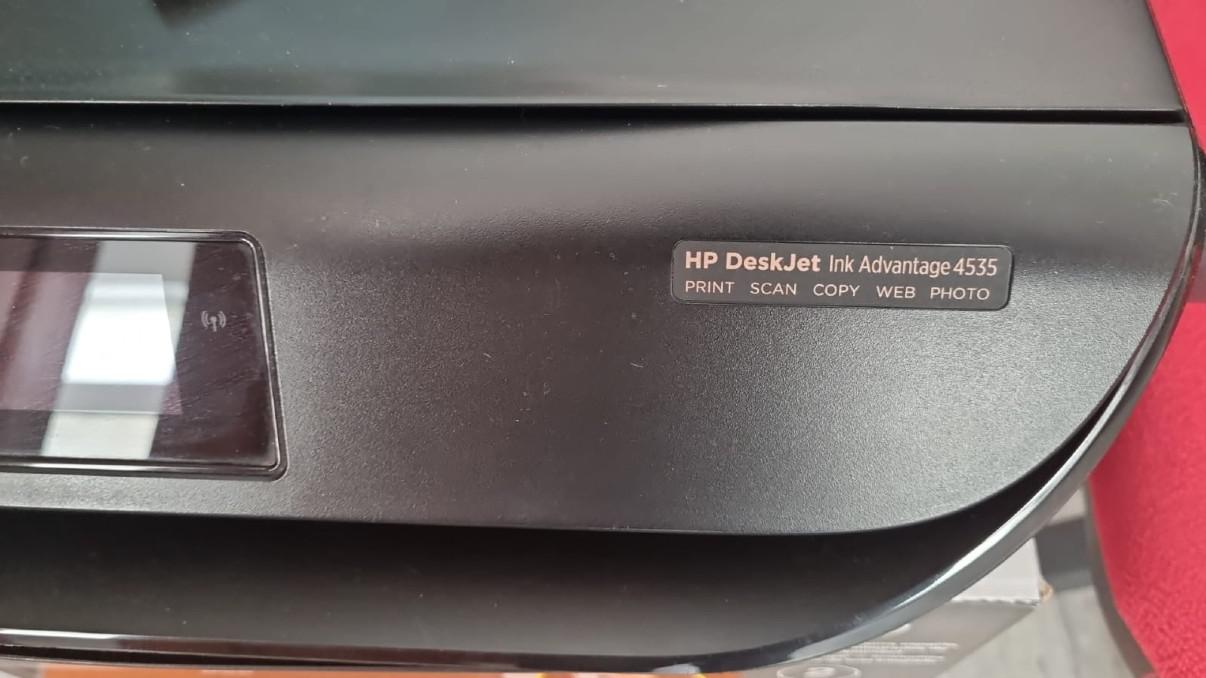 HP DeskJet Ink Advantage 4535
PRINT SCAN COPY WEB PHOTO